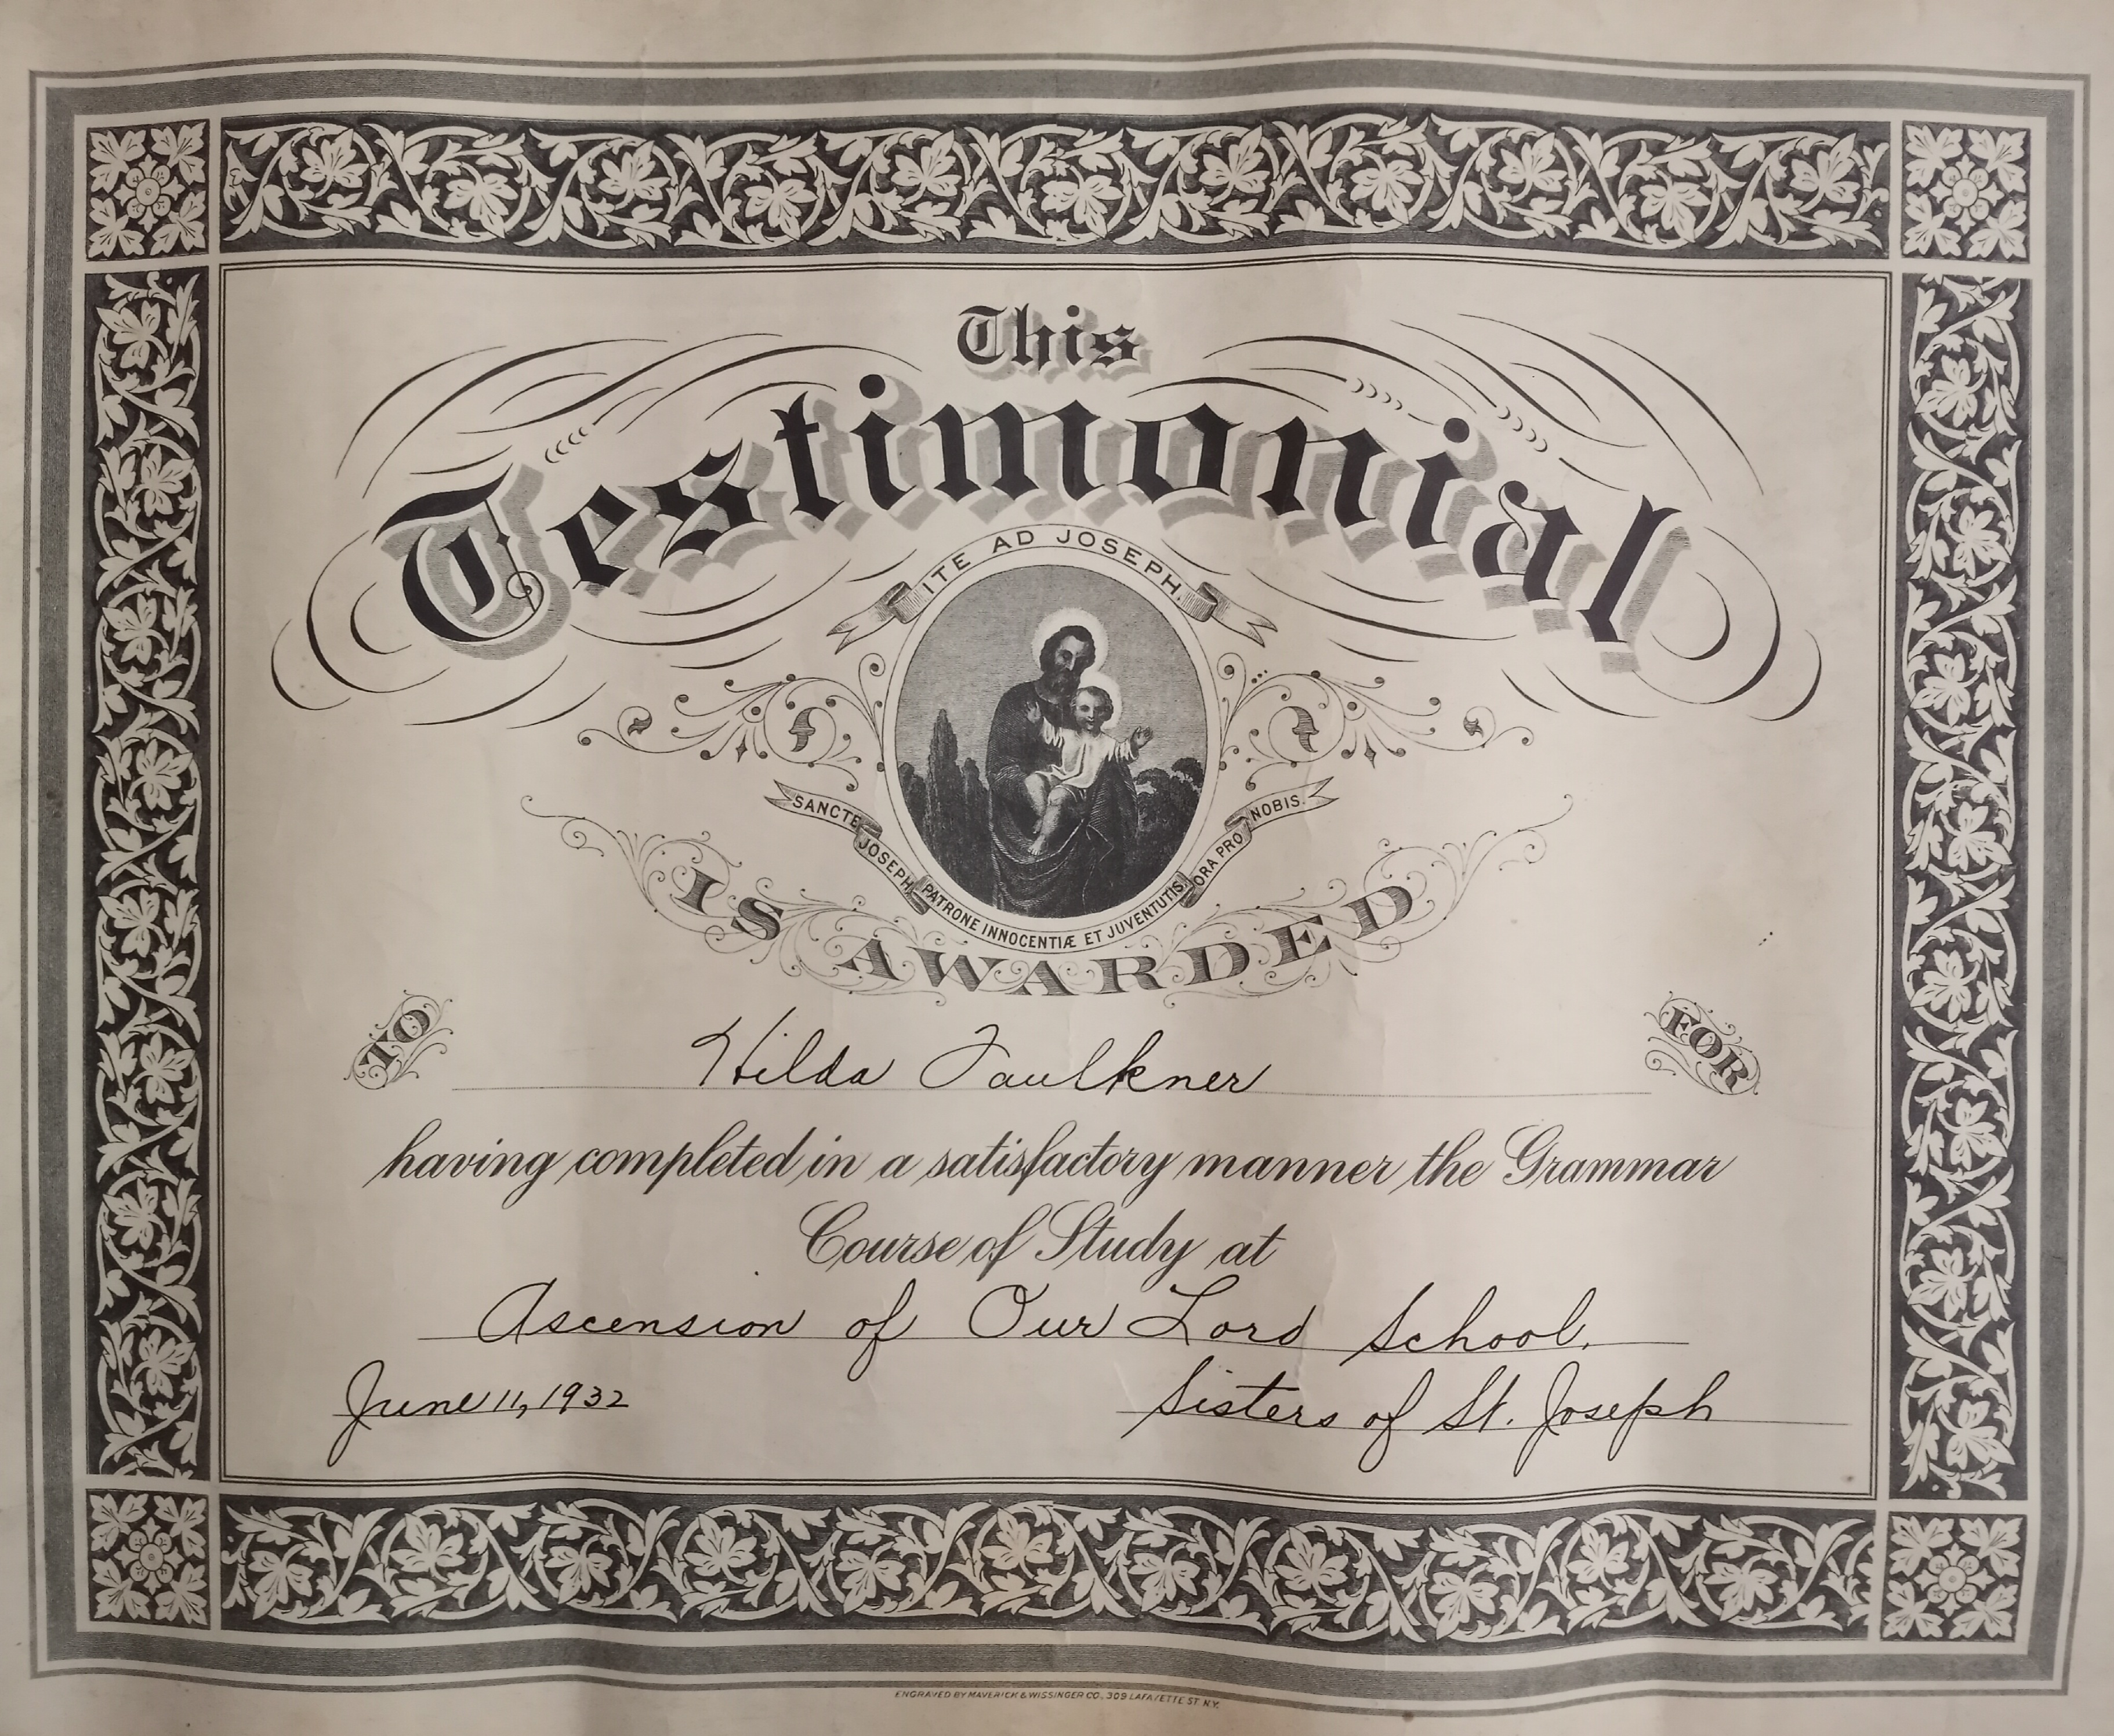 This
Testimonial
ITE AD JOSEPH.
SANCTE JOSEPH PATRONE INNOCENTIÆ ET JUVENTUTIS ORA PRO NOBIS.
IS AWARDED
TO Hilda Faulkner FOR
having completed in a satisfactory manner the Grammar
Course of Study at
Ascension of Our Lord School.
June 11, 1932 Sisters of St. Joseph
ENGRAVED BY MAVERICK & WISSINGER CO., 309 LAFAYETTE ST. N.Y.